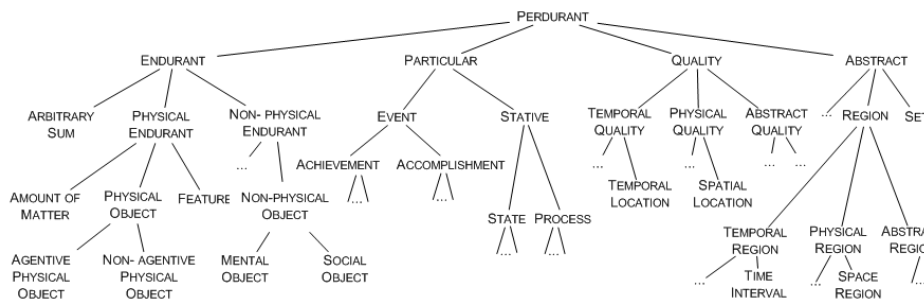 PERDURANT
ENDURANT
PARTICULAR
QUALITY
ABSTRACT
ARBITRARY
SUM
PHYSICAL
ENDURANT
NON- PHYSICAL
ENDURANT
...
EVENT
STATIVE
TEMPORAL
QUALITY
PHYSICAL
QUALITY
ABSTRACT
QUALITY
...
REGION
SET
ACHIEVEMENT
...
ACCOMPLISHMENT
...
...
...
...
...
AMOUNT OF
MATTER
PHYSICAL
OBJECT
FEATURE
NON-PHYSICAL
OBJECT
STATE
...
PROCESS
...
TEMPORAL
LOCATION
SPATIAL
LOCATION
TEMPORAL
REGION
PHYSICAL
REGION
ABSTRA
REGIO
AGENTIVE
PHYSICAL
OBJECT
NON- AGENTIVE
PHYSICAL OBJECT
MENTAL
OBJECT
SOCIAL OBJECT
...
TIME
INTERVAL
...
SPACE
REGION
...